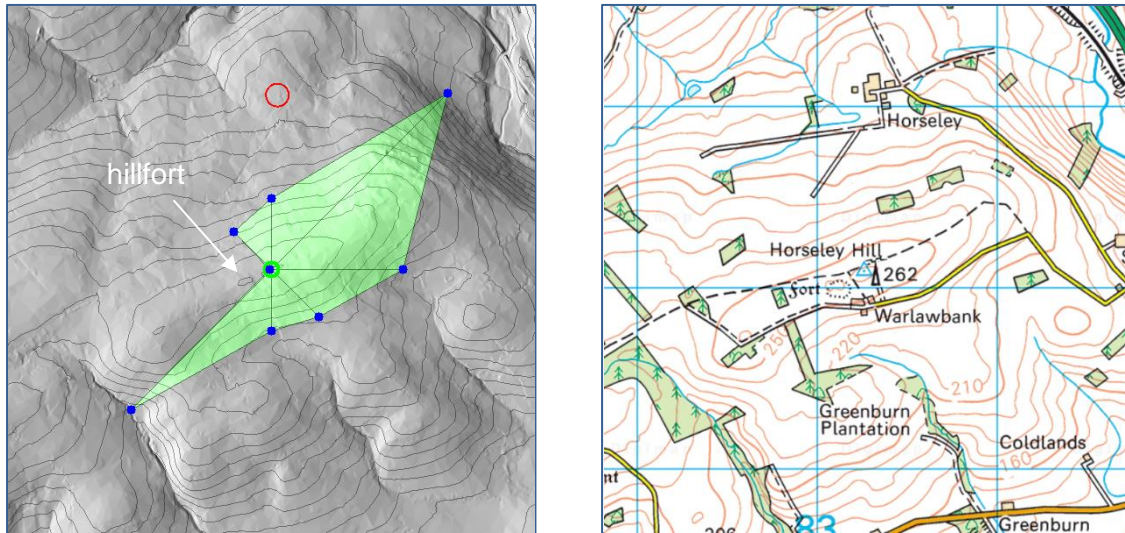 hillfort
Horseley
Horseley Hill
262
Fort
Warlawbank
250
220
210
Greenburn
Plantation
Coldlands
160
83
Greenburn